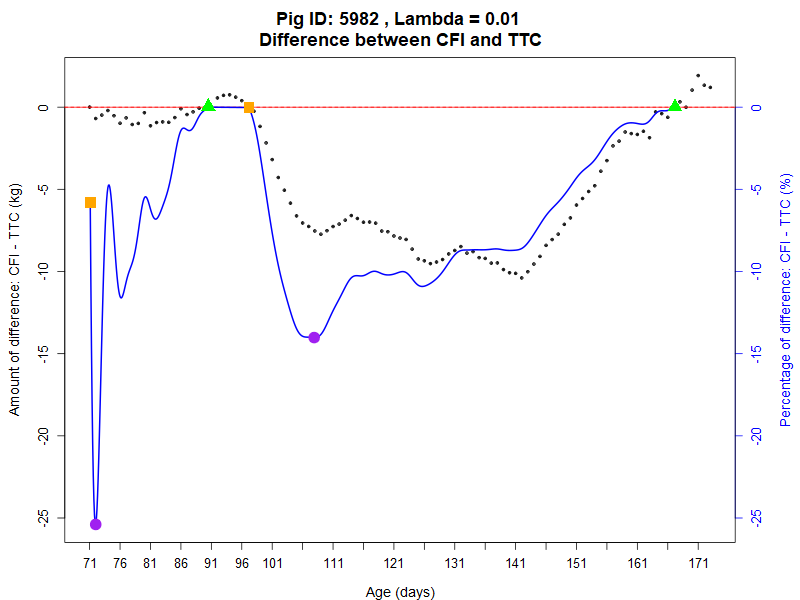 Pig ID: 5982 , Lambda = 0.01
Difference between CFI and TTC
Amount of difference: CFI - TTC (kg)
0
-5
-10
-15
-20
-25
0
-5
-10
-15
-20
-25
Percentage of difference: CFI - TTC (%)
71 76 81 86 91 96 101 111 121 131 141 151 161 171
Age (days)